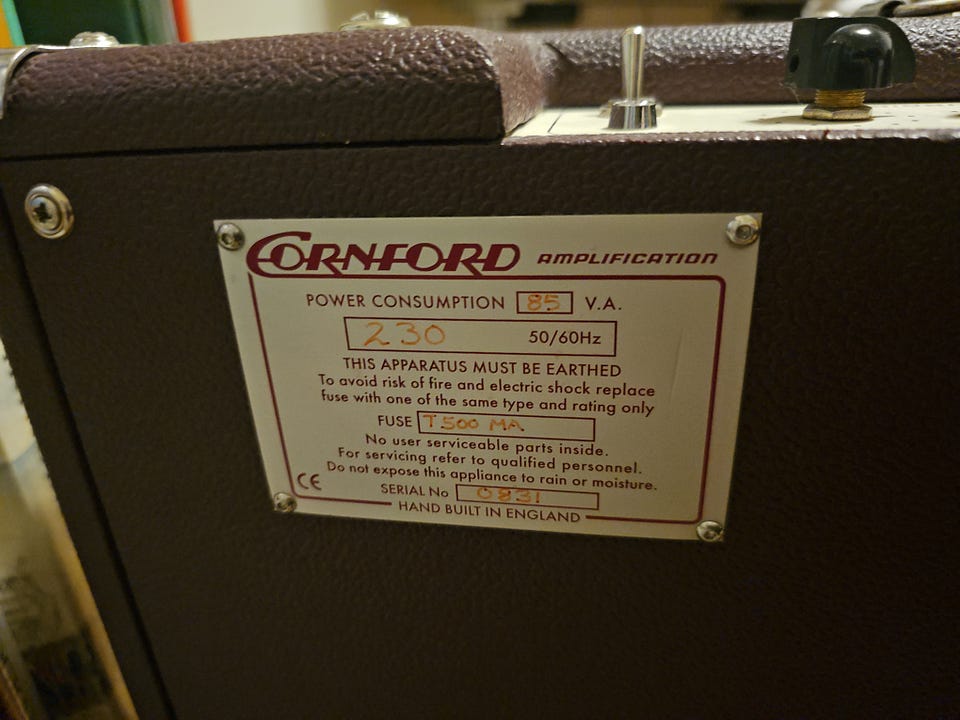 CORNFORD AMPLIFICATION
POWER CONSUMPTION 85 V.A.
230 50/60Hz
THIS APPARATUS MUST BE EARTHED
To avoid risk of fire and electric shock replace
fuse with one of the same type and rating only
FUSE T 500 MA
No user serviceable parts inside.
For servicing refer to qualified personnel.
Do not expose this appliance to rain or moisture.
CE SERIAL No 0831
HAND BUILT IN ENGLAND